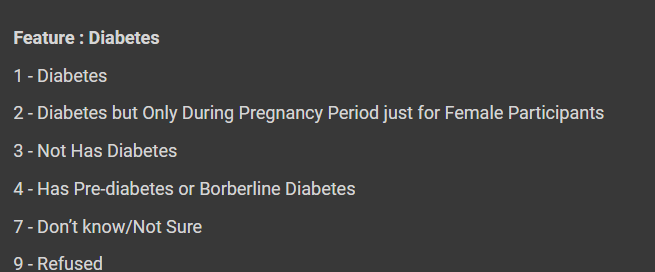 Feature : Diabetes
1 - Diabetes
2 - Diabetes but Only During Pregnancy Period just for Female Participants
3 - Not Has Diabetes
4 - Has Pre-diabetes or Borberline Diabetes
7 - Don’t know/Not Sure
9 - Refused